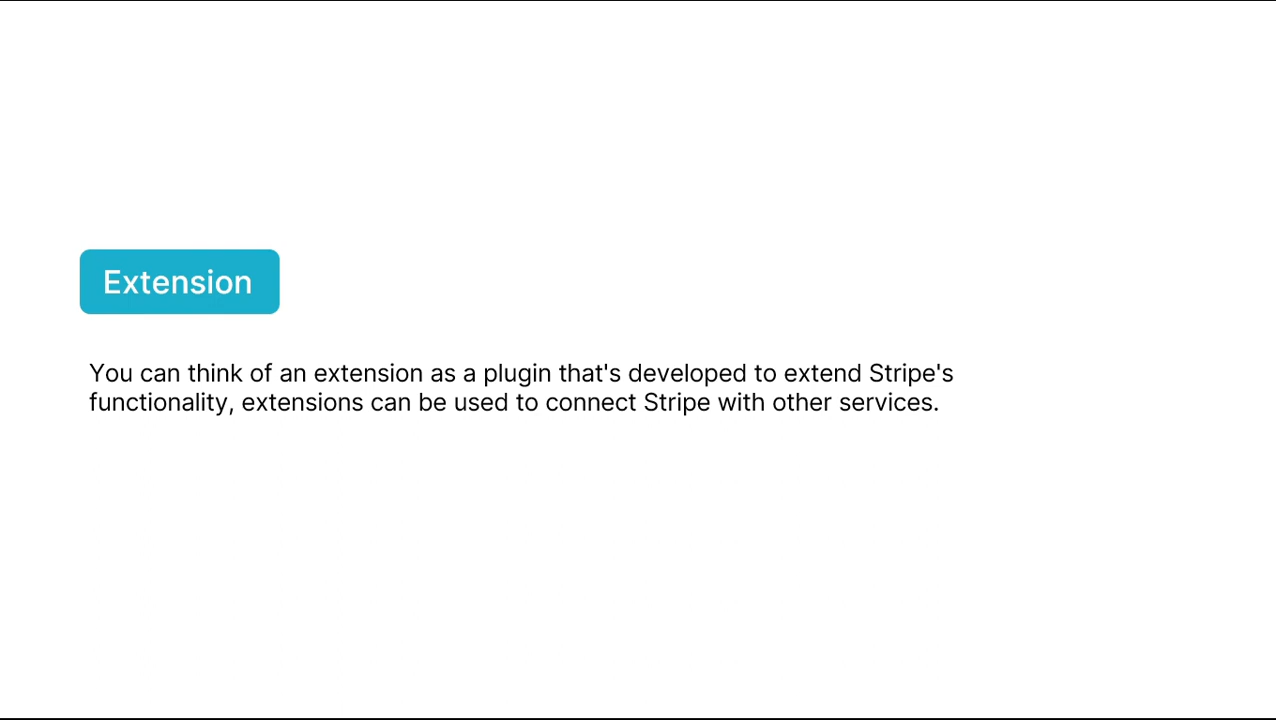 Extension
You can think of an extension as a plugin that's developed to extend Stripe's
functionality, extensions can be used to connect Stripe with other services.